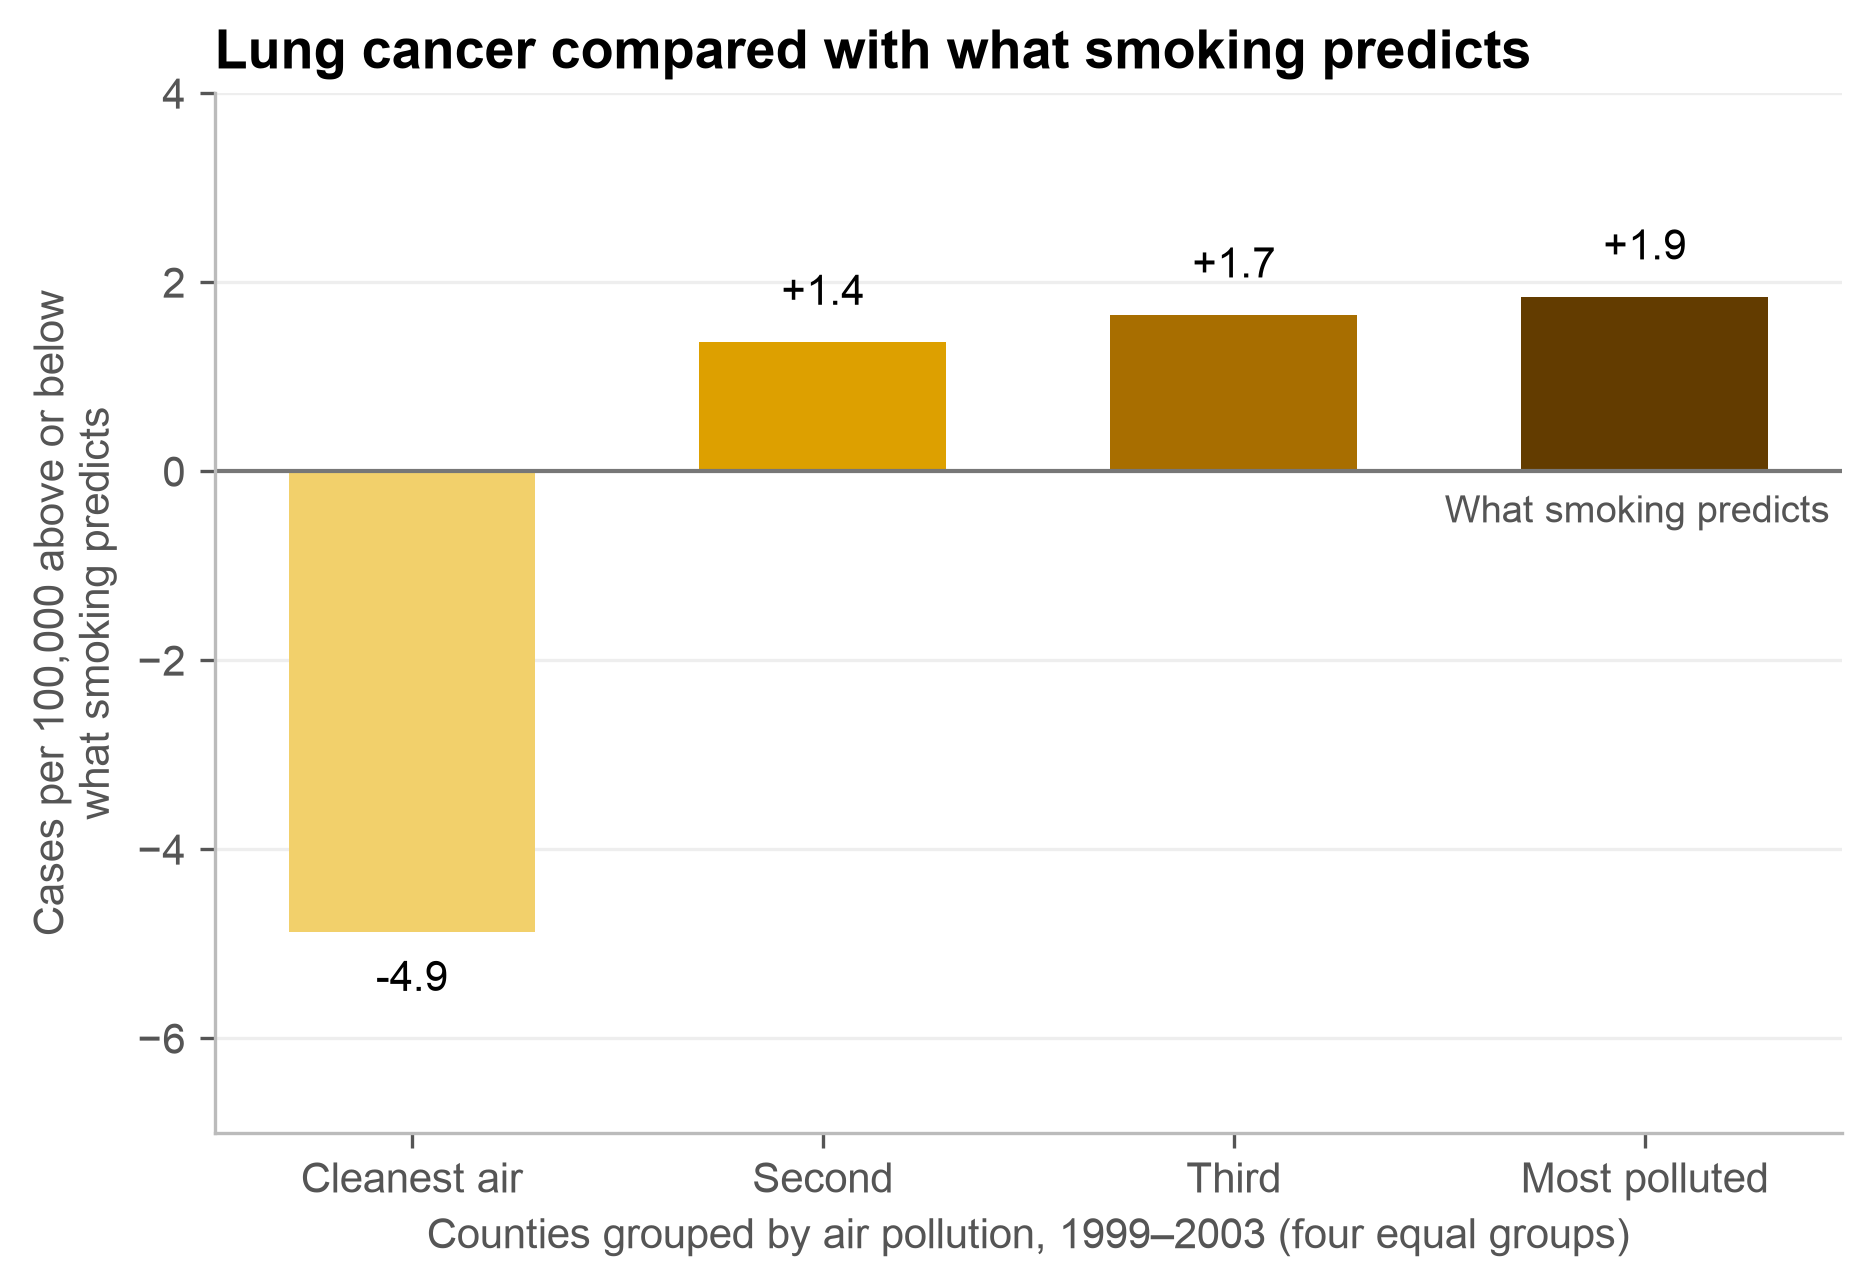 Lung cancer compared with what smoking predicts
Cases per 100,000 above or below
what smoking predicts
4
2
0
−2
−4
−6
-4.9
+1.4
+1.7
+1.9
What smoking predicts
Cleanest air
Second
Third
Most polluted
Counties grouped by air pollution, 1999–2003 (four equal groups)